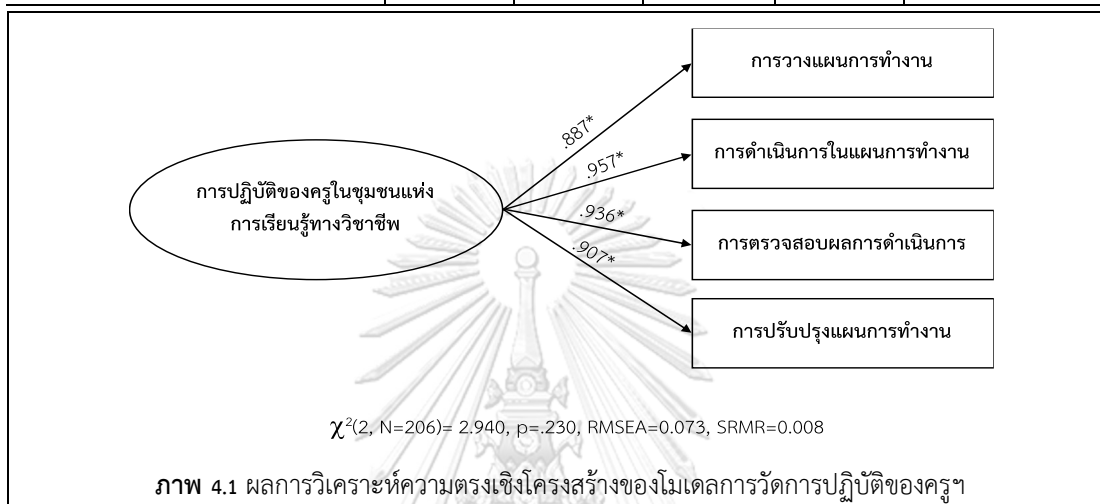 การวางแผนการทำงาน
.887*
การดำเนินการในแผนการทำงาน
.957*
การปฏิบัติของครูในชุมชนแห่ง
การเรียนรู้ทางวิชาชีพ
.936*
การตรวจสอบผลการดำเนินการ
.907*
การปรับปรุงแผนการทำงาน
χ²(2, N=206)= 2.940, p=.230, RMSEA=0.073, SRMR=0.008
ภาพ 4.1 ผลการวิเคราะห์ความตรงเชิงโครงสร้างของโมเดลการวัดการปฏิบัติของครูฯ